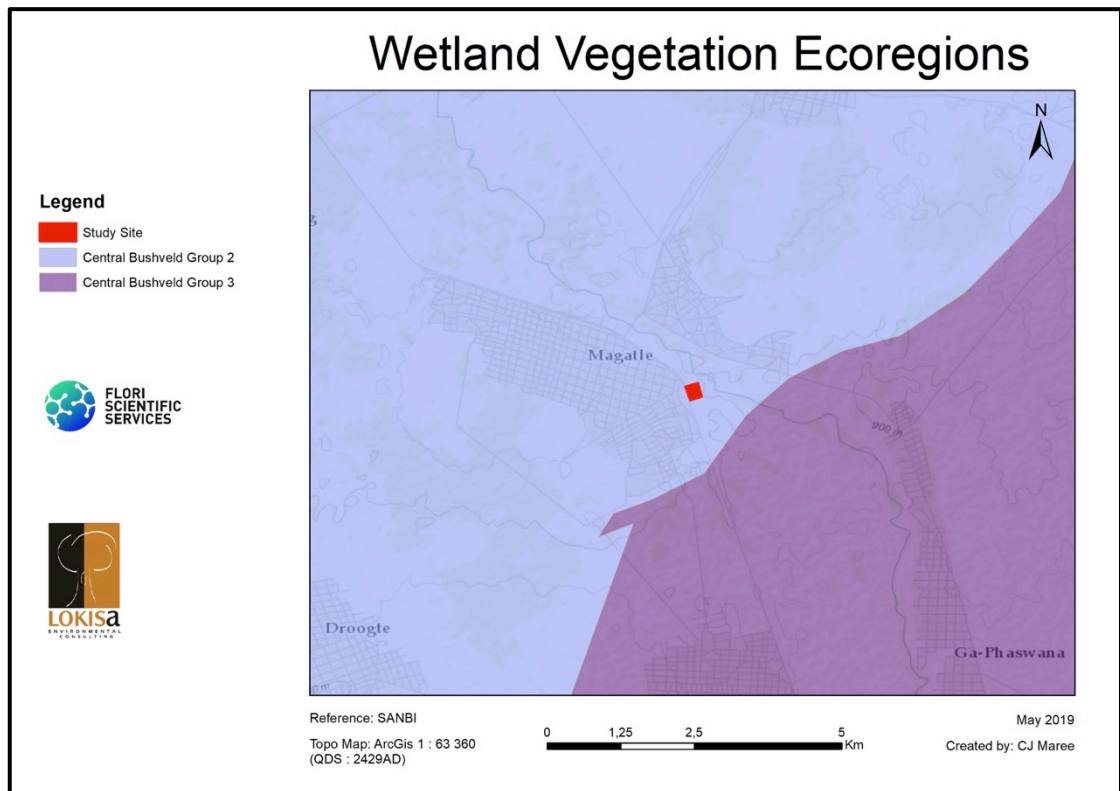 Wetland Vegetation Ecoregions
N
Legend
Study Site
Central Bushveld Group 2
Central Bushveld Group 3
FLORI
SCIENTIFIC
SERVICES
LOKISa
ENVIRONMENTAL
CONSULTING
g
Magatle
900 m
Droogte
Ga-Phaswana
0 m
Reference: SANBI
Topo Map: ArcGis 1 : 63 360
(QDS : 2429AD)
0 1,25 2,5 5
Km
May 2019
Created by: CJ Maree